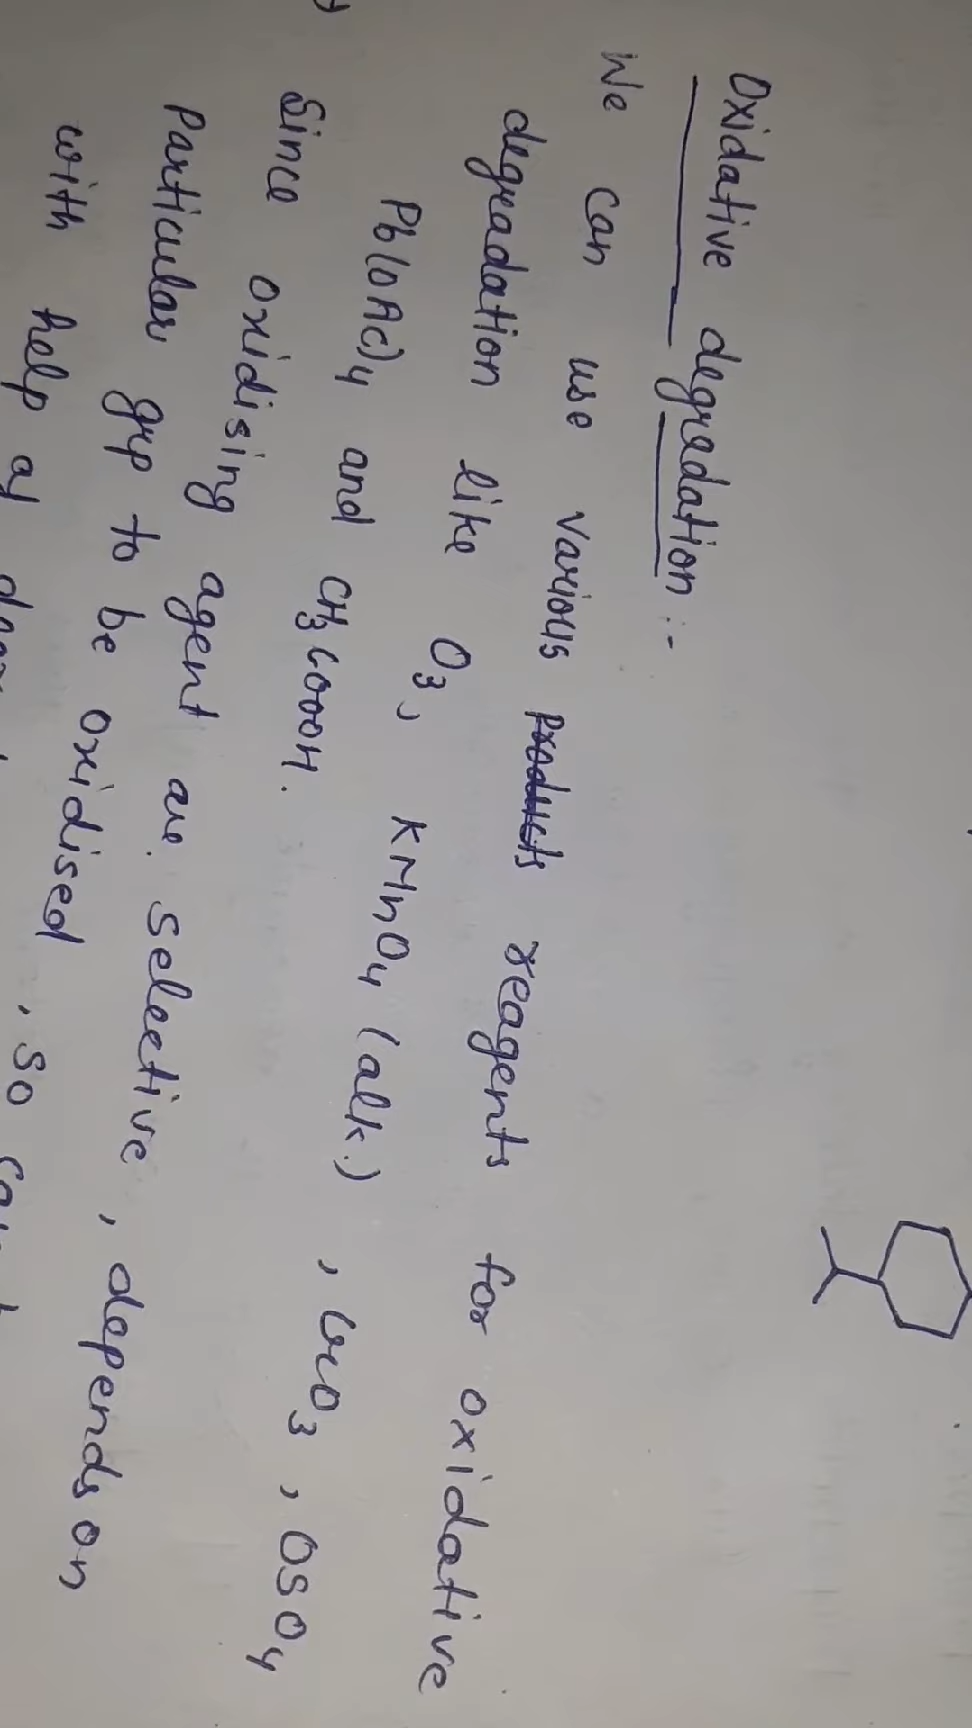 Oxidative degradation :-
We can use various reagents for oxidative
degradation like O3, KMnO4 (alk.), CrO3, OsO4
Pb(OAc)4 and CH3COOOH.
Since oxidising agent are selective, depends on
Particular grp to be oxidised, so
with help of